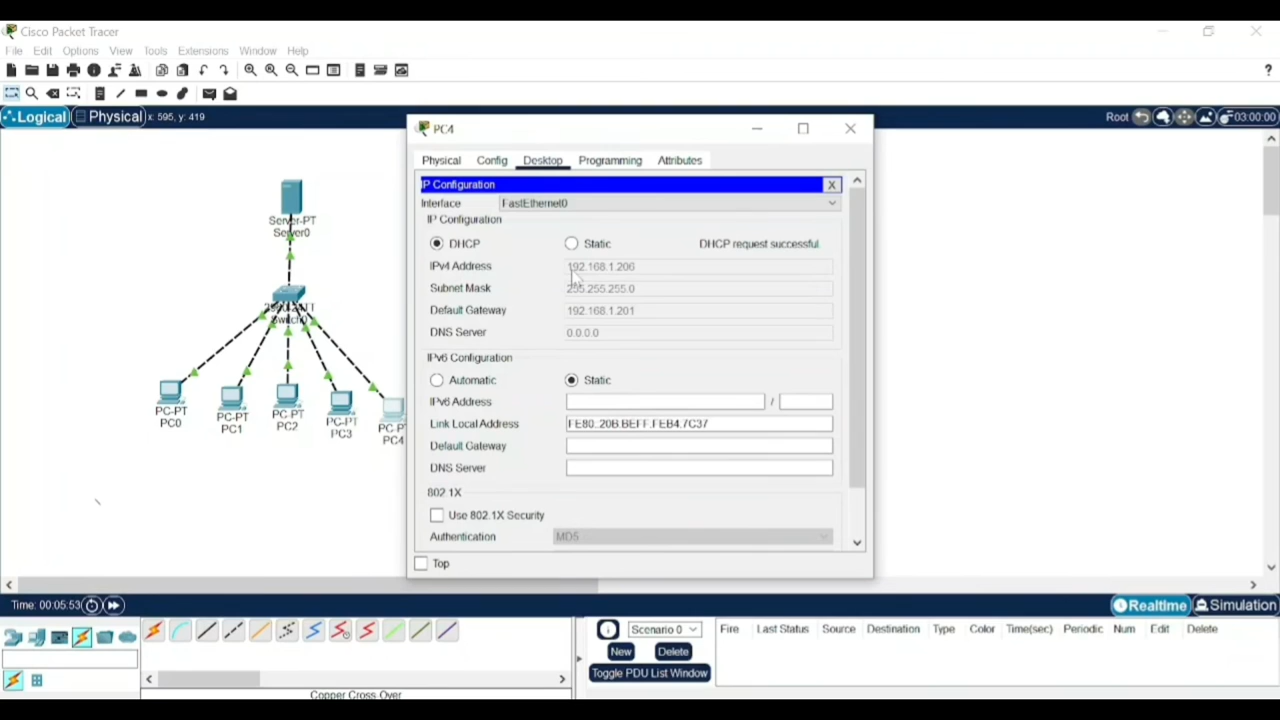 Cisco Packet Tracer
File Edit Options View Tools Extensions Window Help
?
Logical Physical x: 595, y: 419
Root 03:00:00
Server-PT
Server0
Switch0
PC-PT
PC0
PC-PT
PC1
PC-PT
PC2
PC-PT
PC3
PC-PT
PC4
PC4
Physical Config Desktop Programming Attributes
IP Configuration X
Interface FastEthernet0
IP Configuration
DHCP Static DHCP request successful.
IPv4 Address 192.168.1.206
Subnet Mask 255.255.255.0
Default Gateway 192.168.1.201
DNS Server 0.0.0.0
IPv6 Configuration
Automatic Static
IPv6 Address /
Link Local Address FE80::20B:BEFF:FEB4:7C37
Default Gateway
DNS Server
802.1X
Use 802.1X Security
Authentication MD5
Top
Time: 00:05:53
Realtime Simulation
Scenario 0
New Delete
Toggle PDU List Window
Fire Last Status Source Destination Type Color Time(sec) Periodic Num Edit Delete
Copper Cross-Over